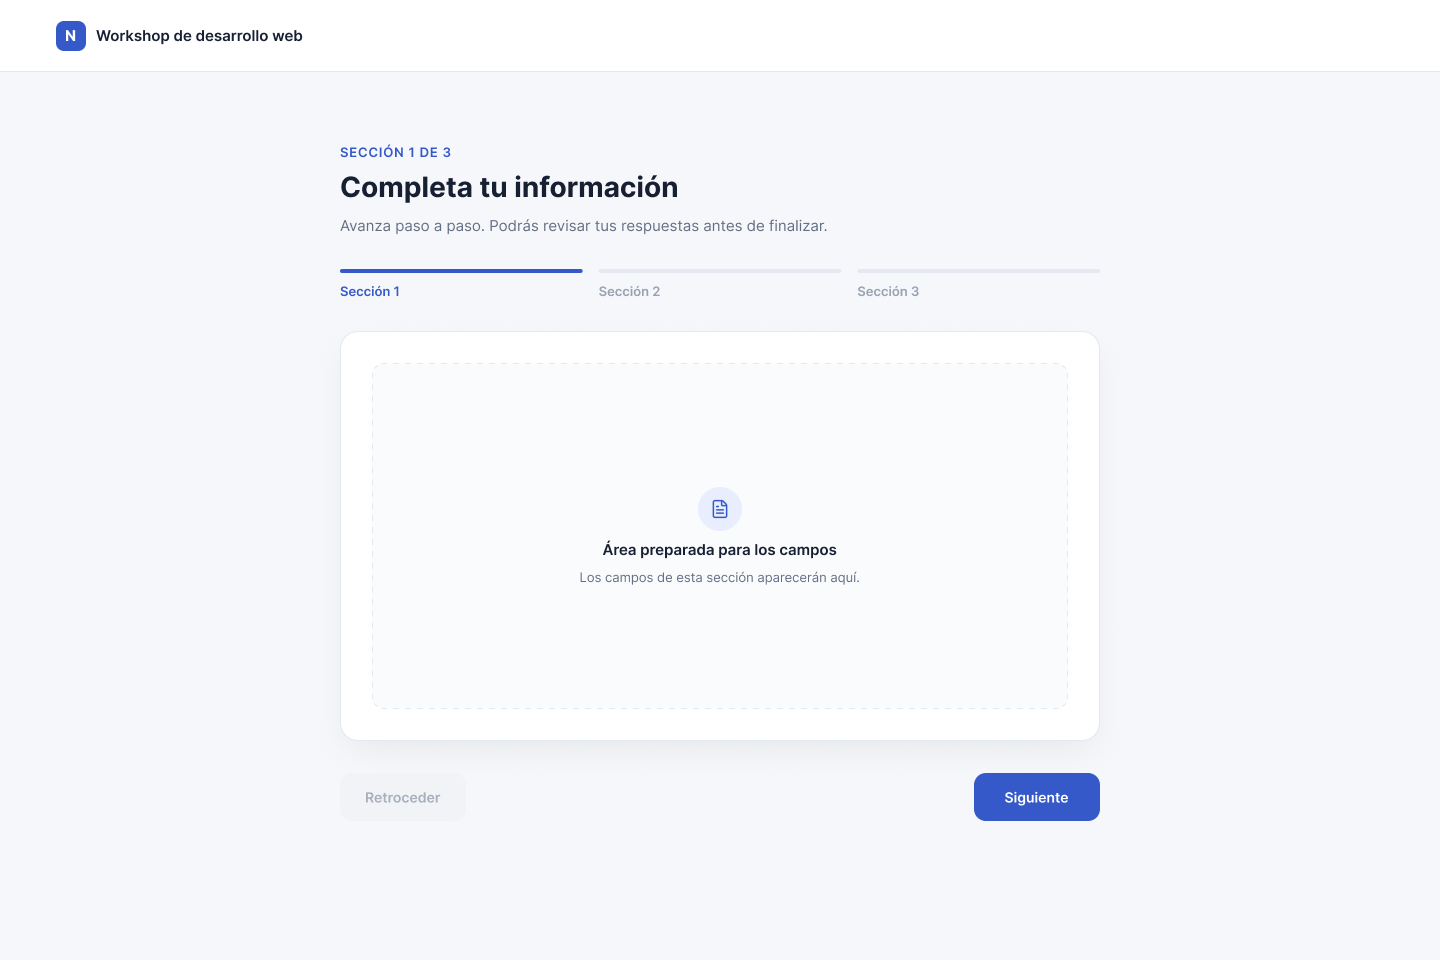 N Workshop de desarrollo web
SECCIÓN 1 DE 3
Completa tu información
Avanza paso a paso. Podrás revisar tus respuestas antes de finalizar.
Sección 1 Sección 2 Sección 3
Área preparada para los campos
Los campos de esta sección aparecerán aquí.
Retroceder Siguiente